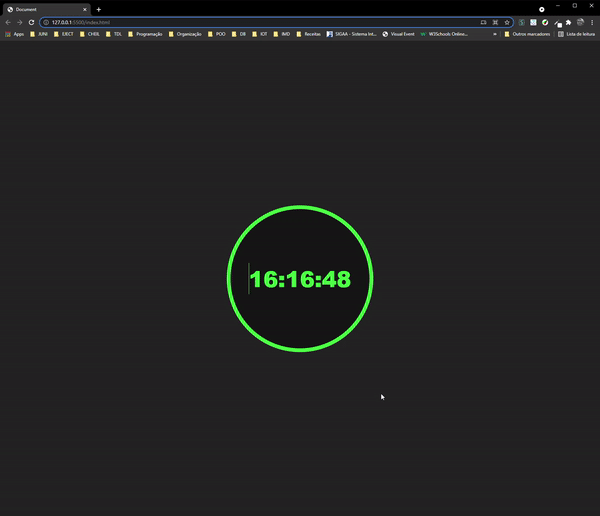 Document
127.0.0.1:5500/index.html
Apps JUNI EJECT CHEIL TDL Programação Organização POO DB IOT IMD Receitas SIGAA - Sistema Int... Visual Event W3Schools Online... » Outros marcadores Lista de leitura
16:16:48